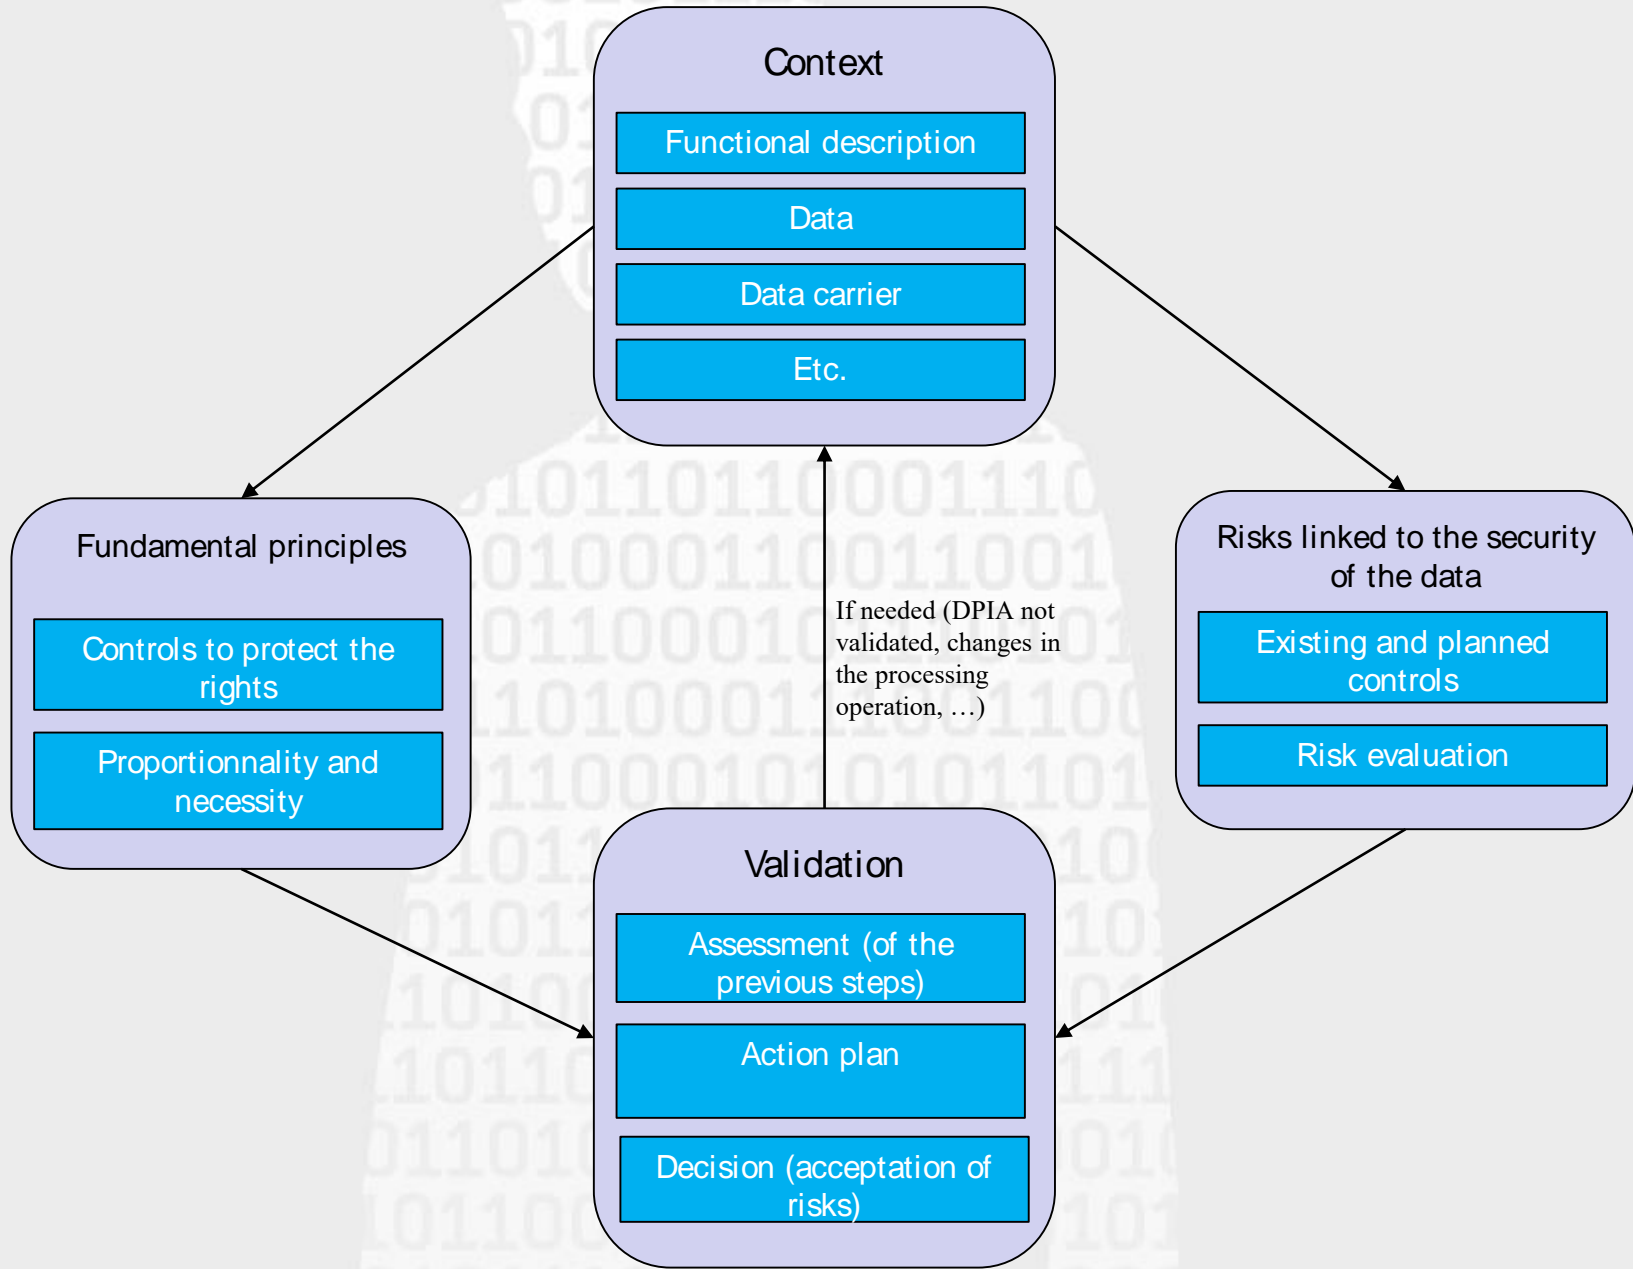 Context
Functional description
Data
Data carrier
Etc.
Fundamental principles
Controls to protect the
rights
Proportionnality and
necessity
If needed (DPIA not
validated, changes in
the processing
operation, …)
Risks linked to the security
of the data
Existing and planned
controls
Risk evaluation
Validation
Assessment (of the
previous steps)
Action plan
Decision (acceptation of
risks)